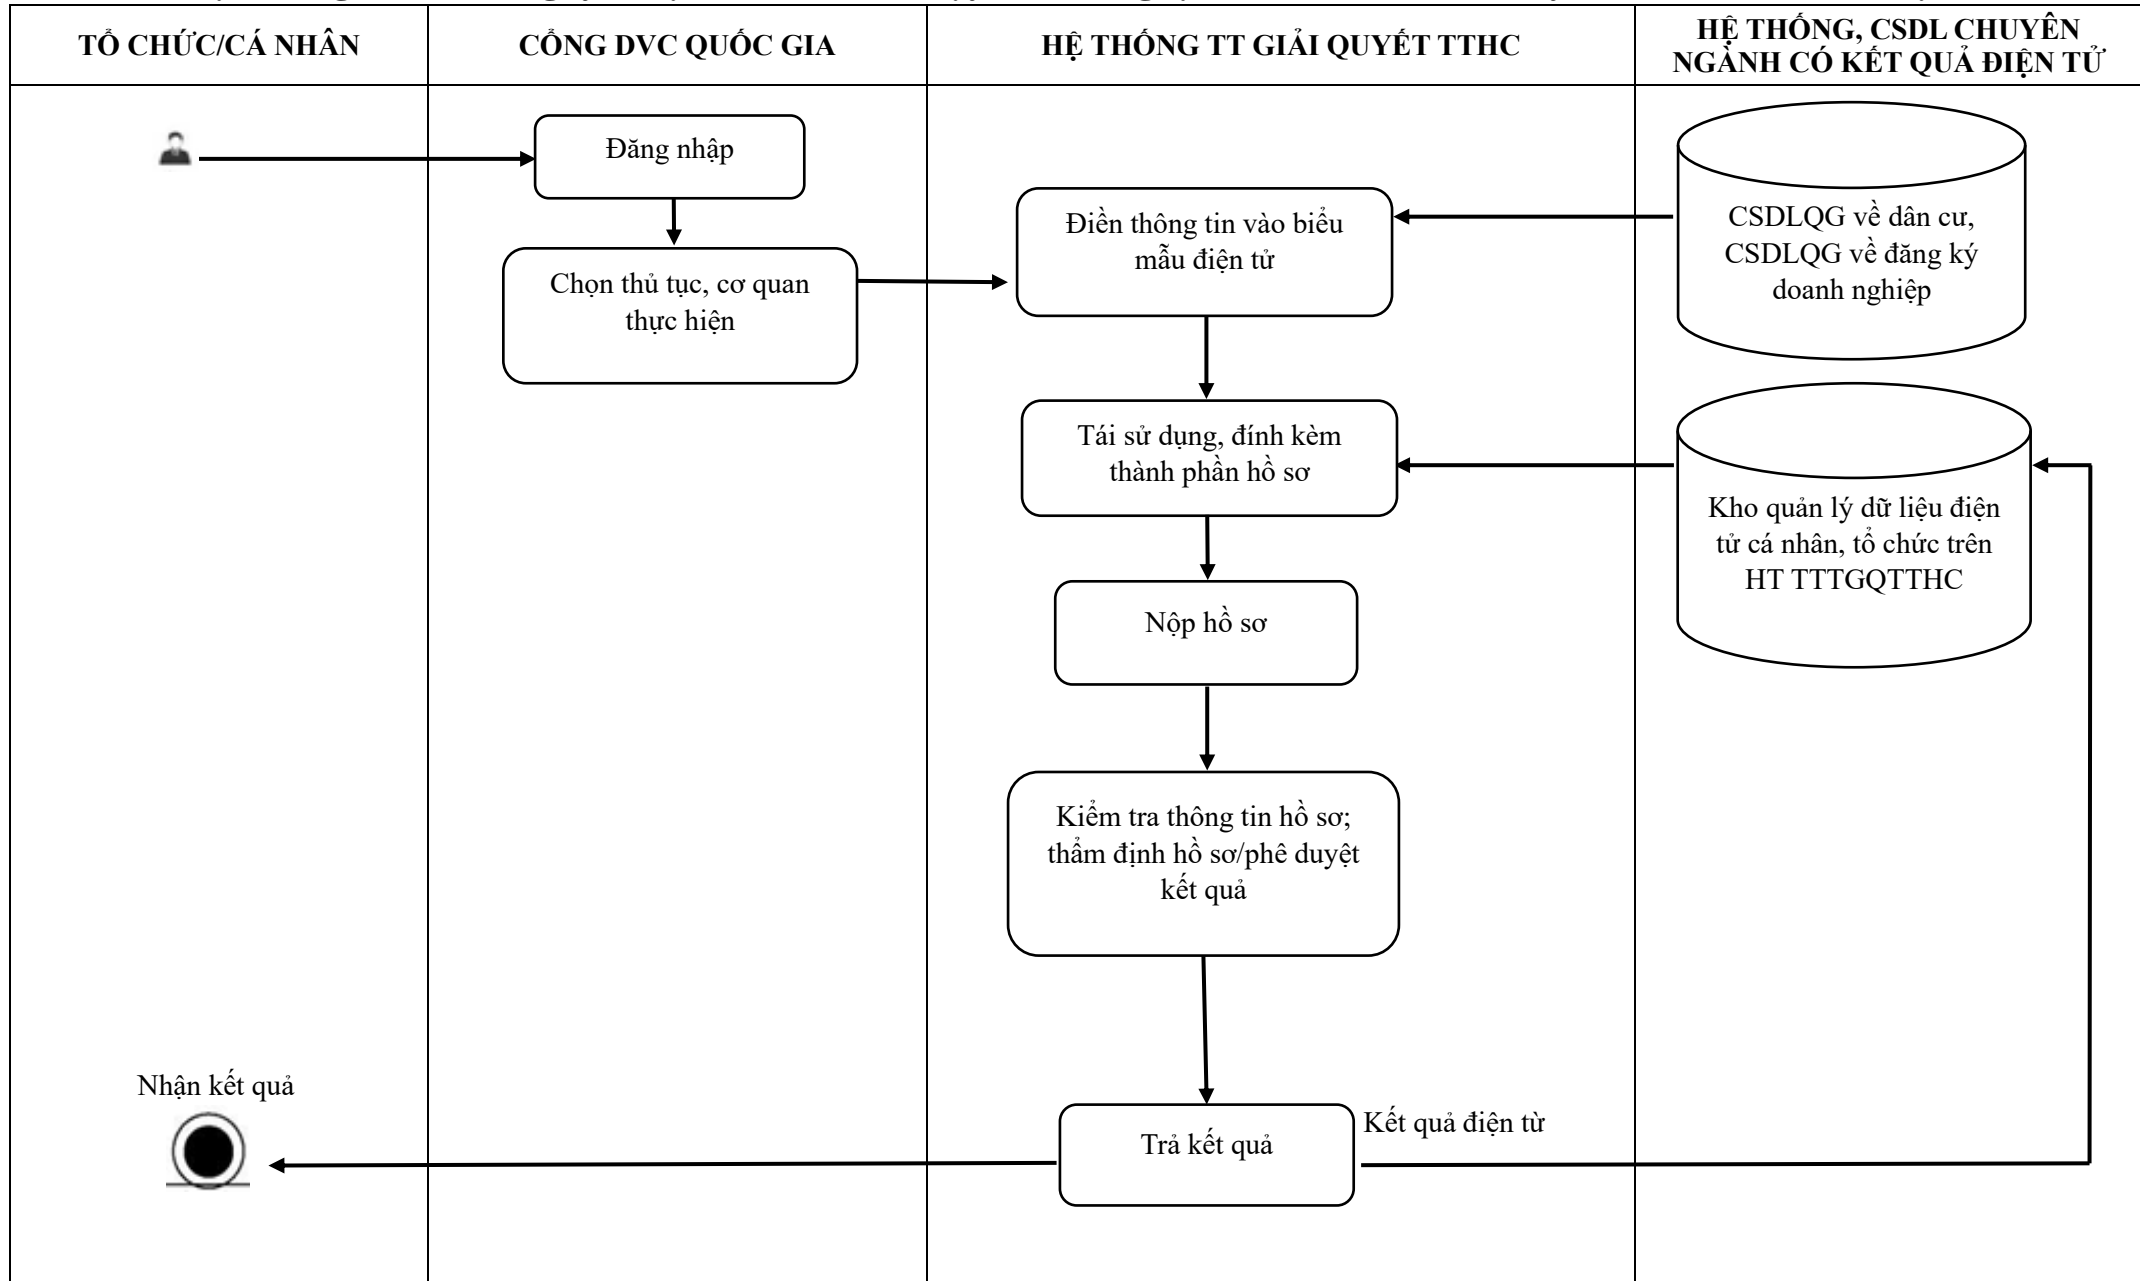 TỔ CHỨC/CÁ NHÂN
CỔNG DVC QUỐC GIA
HỆ THỐNG TT GIẢI QUYẾT TTHC
HỆ THỐNG, CSDL CHUYÊN
NGÀNH CÓ KẾT QUẢ ĐIỆN TỬ
Đăng nhập
Chọn thủ tục, cơ quan
thực hiện
Điền thông tin vào biểu
mẫu điện tử
CSDLQG về dân cư,
CSDLQG về đăng ký
doanh nghiệp
Tái sử dụng, đính kèm
thành phần hồ sơ
Kho quản lý dữ liệu điện
tử cá nhân, tổ chức trên
HT TTTGQTTHC
Nộp hồ sơ
Kiểm tra thông tin hồ sơ;
thẩm định hồ sơ/phê duyệt
kết quả
Nhận kết quả
Trả kết quả
Kết quả điện từ